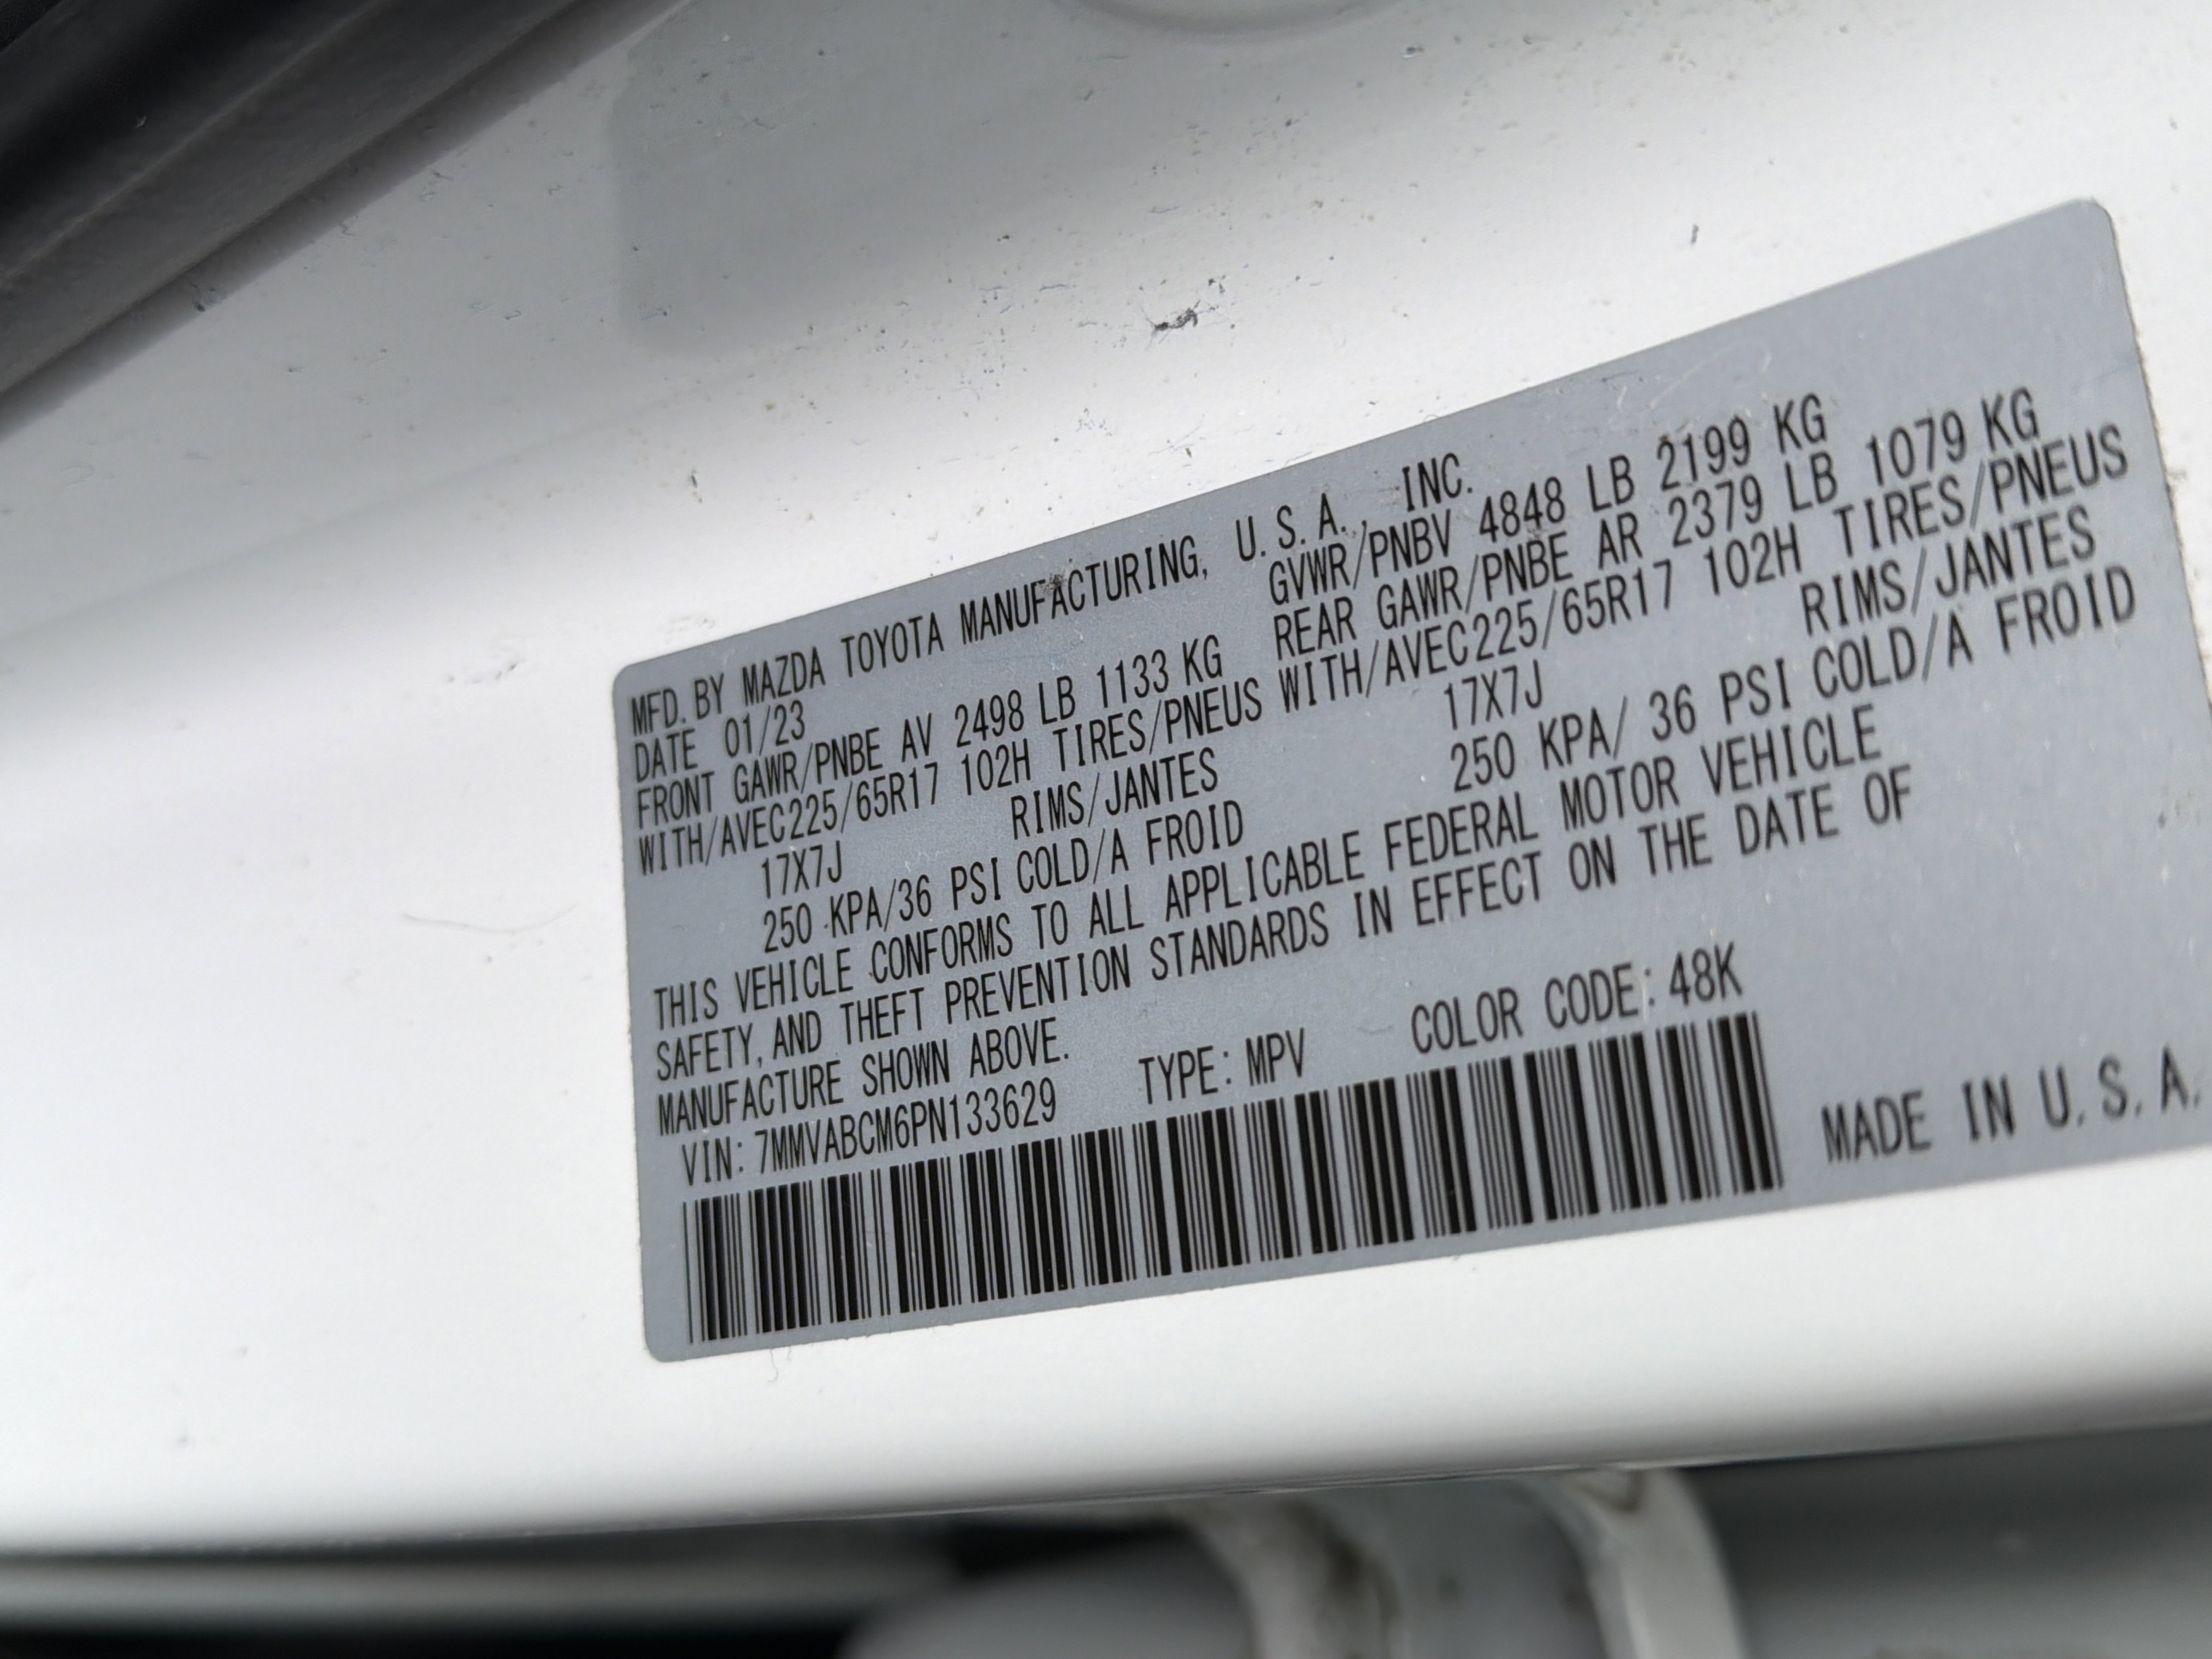 MFD. BY MAZDA TOYOTA MANUFACTURING, U.S.A., INC.
DATE 01/23 GVWR/PNBV 4848 LB 2199 KG
FRONT GAWR/PNBE AV 2498 LB 1133 KG REAR GAWR/PNBE AR 2379 LB 1079 KG
WITH/AVEC225/65R17 102H TIRES/PNEUS WITH/AVEC225/65R17 102H TIRES/PNEUS
17X7J RIMS/JANTES 17X7J RIMS/JANTES
250 KPA/36 PSI COLD/A FROID 250 KPA/ 36 PSI COLD/A FROID
THIS VEHICLE CONFORMS TO ALL APPLICABLE FEDERAL MOTOR VEHICLE
SAFETY, AND THEFT PREVENTION STANDARDS IN EFFECT ON THE DATE OF
MANUFACTURE SHOWN ABOVE.
VIN: 7MMVABCM6PN133629 TYPE: MPV COLOR CODE: 48K
MADE IN U.S.A.